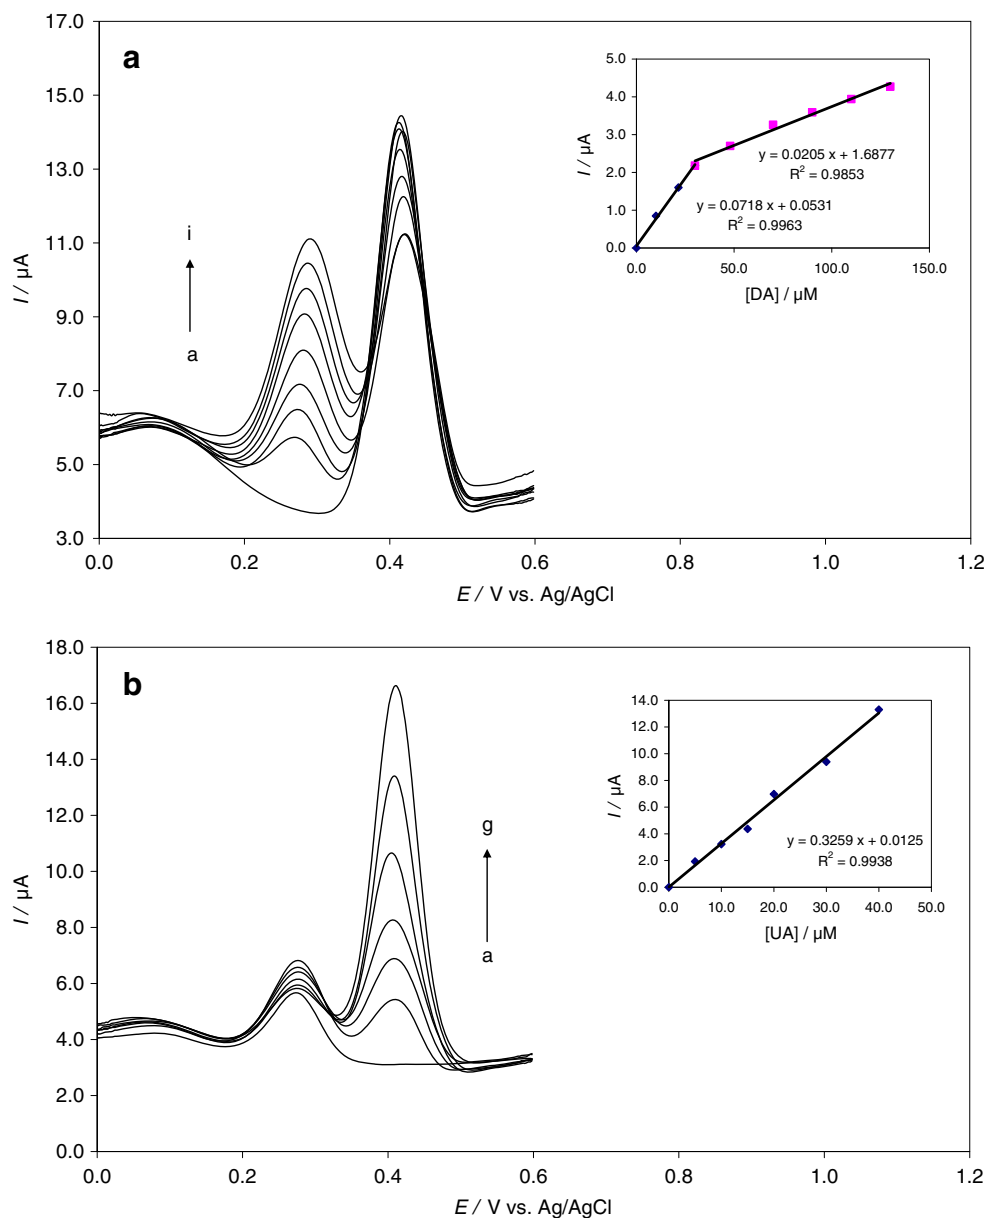 17.0
a
15.0
13.0
11.0
9.0
7.0
5.0
3.0
I / µA
i
a
0.0 0.2 0.4 0.6 0.8 1.0 1.2
E / V vs. Ag/AgCl
5.0
4.0
3.0
2.0
1.0
0.0
I / µA
y = 0.0205 x + 1.6877
R² = 0.9853
y = 0.0718 x + 0.0531
R² = 0.9963
0.0 50.0 100.0 150.0
[DA] / µM
18.0
b
16.0
14.0
12.0
10.0
8.0
6.0
4.0
2.0
0.0
I / µA
g
a
0.0 0.2 0.4 0.6 0.8 1.0 1.2
E / V vs. Ag/AgCl
14.0
12.0
10.0
8.0
6.0
4.0
2.0
0.0
I / µA
y = 0.3259 x + 0.0125
R² = 0.9938
0.0 10.0 20.0 30.0 40.0 50.0
[UA] / µM